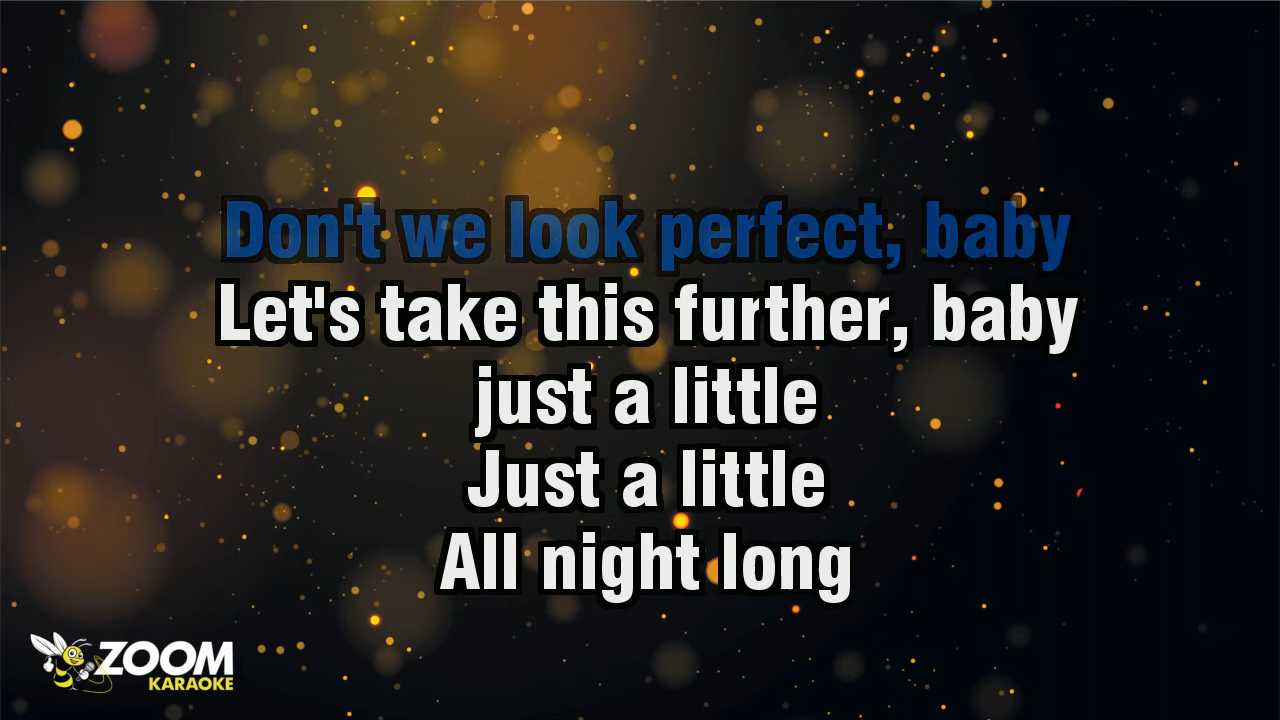 Don't we look perfect, baby
Let's take this further, baby
just a little
Just a little
All night long
ZOOM
KARAOKE